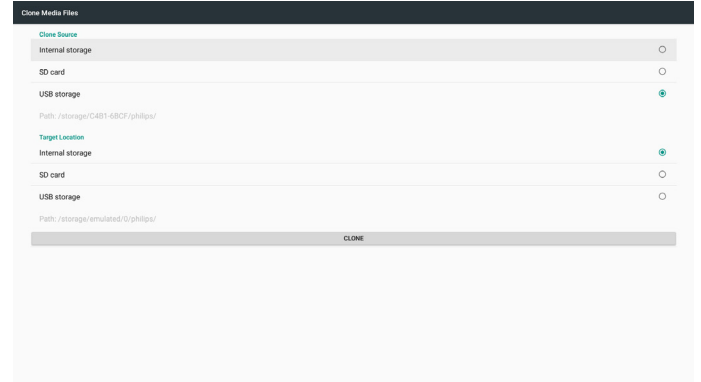 Clone Media Files
Clone Source
Internal storage
SD card
USB storage
Path: /storage/C4B1-6BCF/philips/
Target Location
Internal storage
SD card
USB storage
Path: /storage/emulated/0/philips/
CLONE